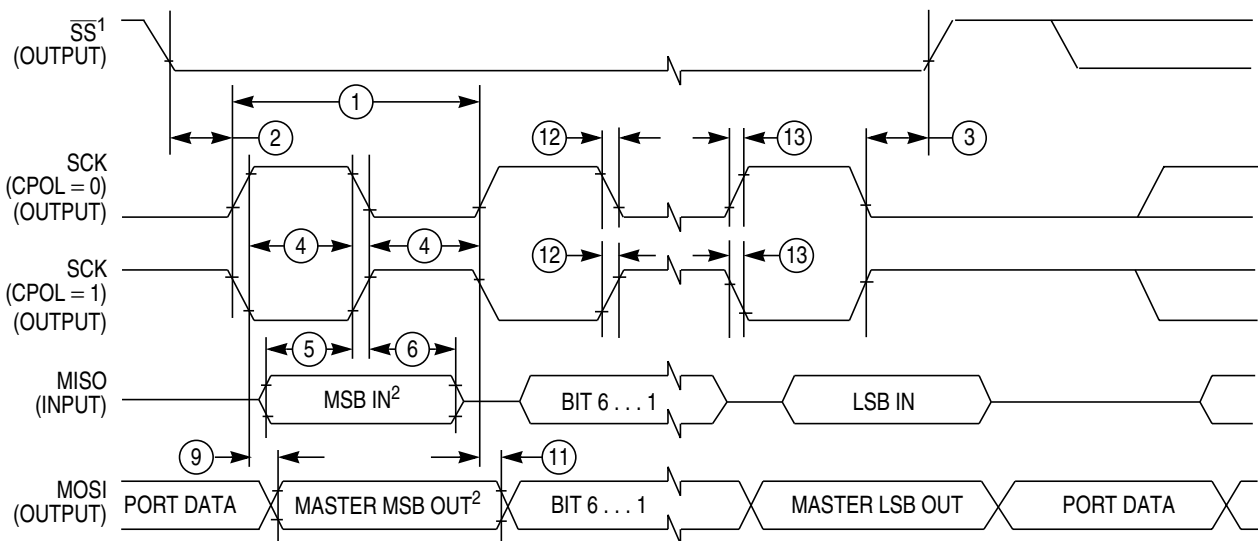 SS1
(OUTPUT)
1
2
12
13
3
SCK
(CPOL = 0)
(OUTPUT)
4
4
SCK
(CPOL = 1)
(OUTPUT)
12
13
5
6
MISO
(INPUT)
MSB IN2
BIT 6 . . . 1
LSB IN
9
11
MOSI
(OUTPUT)
PORT DATA
MASTER MSB OUT2
BIT 6 . . . 1
MASTER LSB OUT
PORT DATA